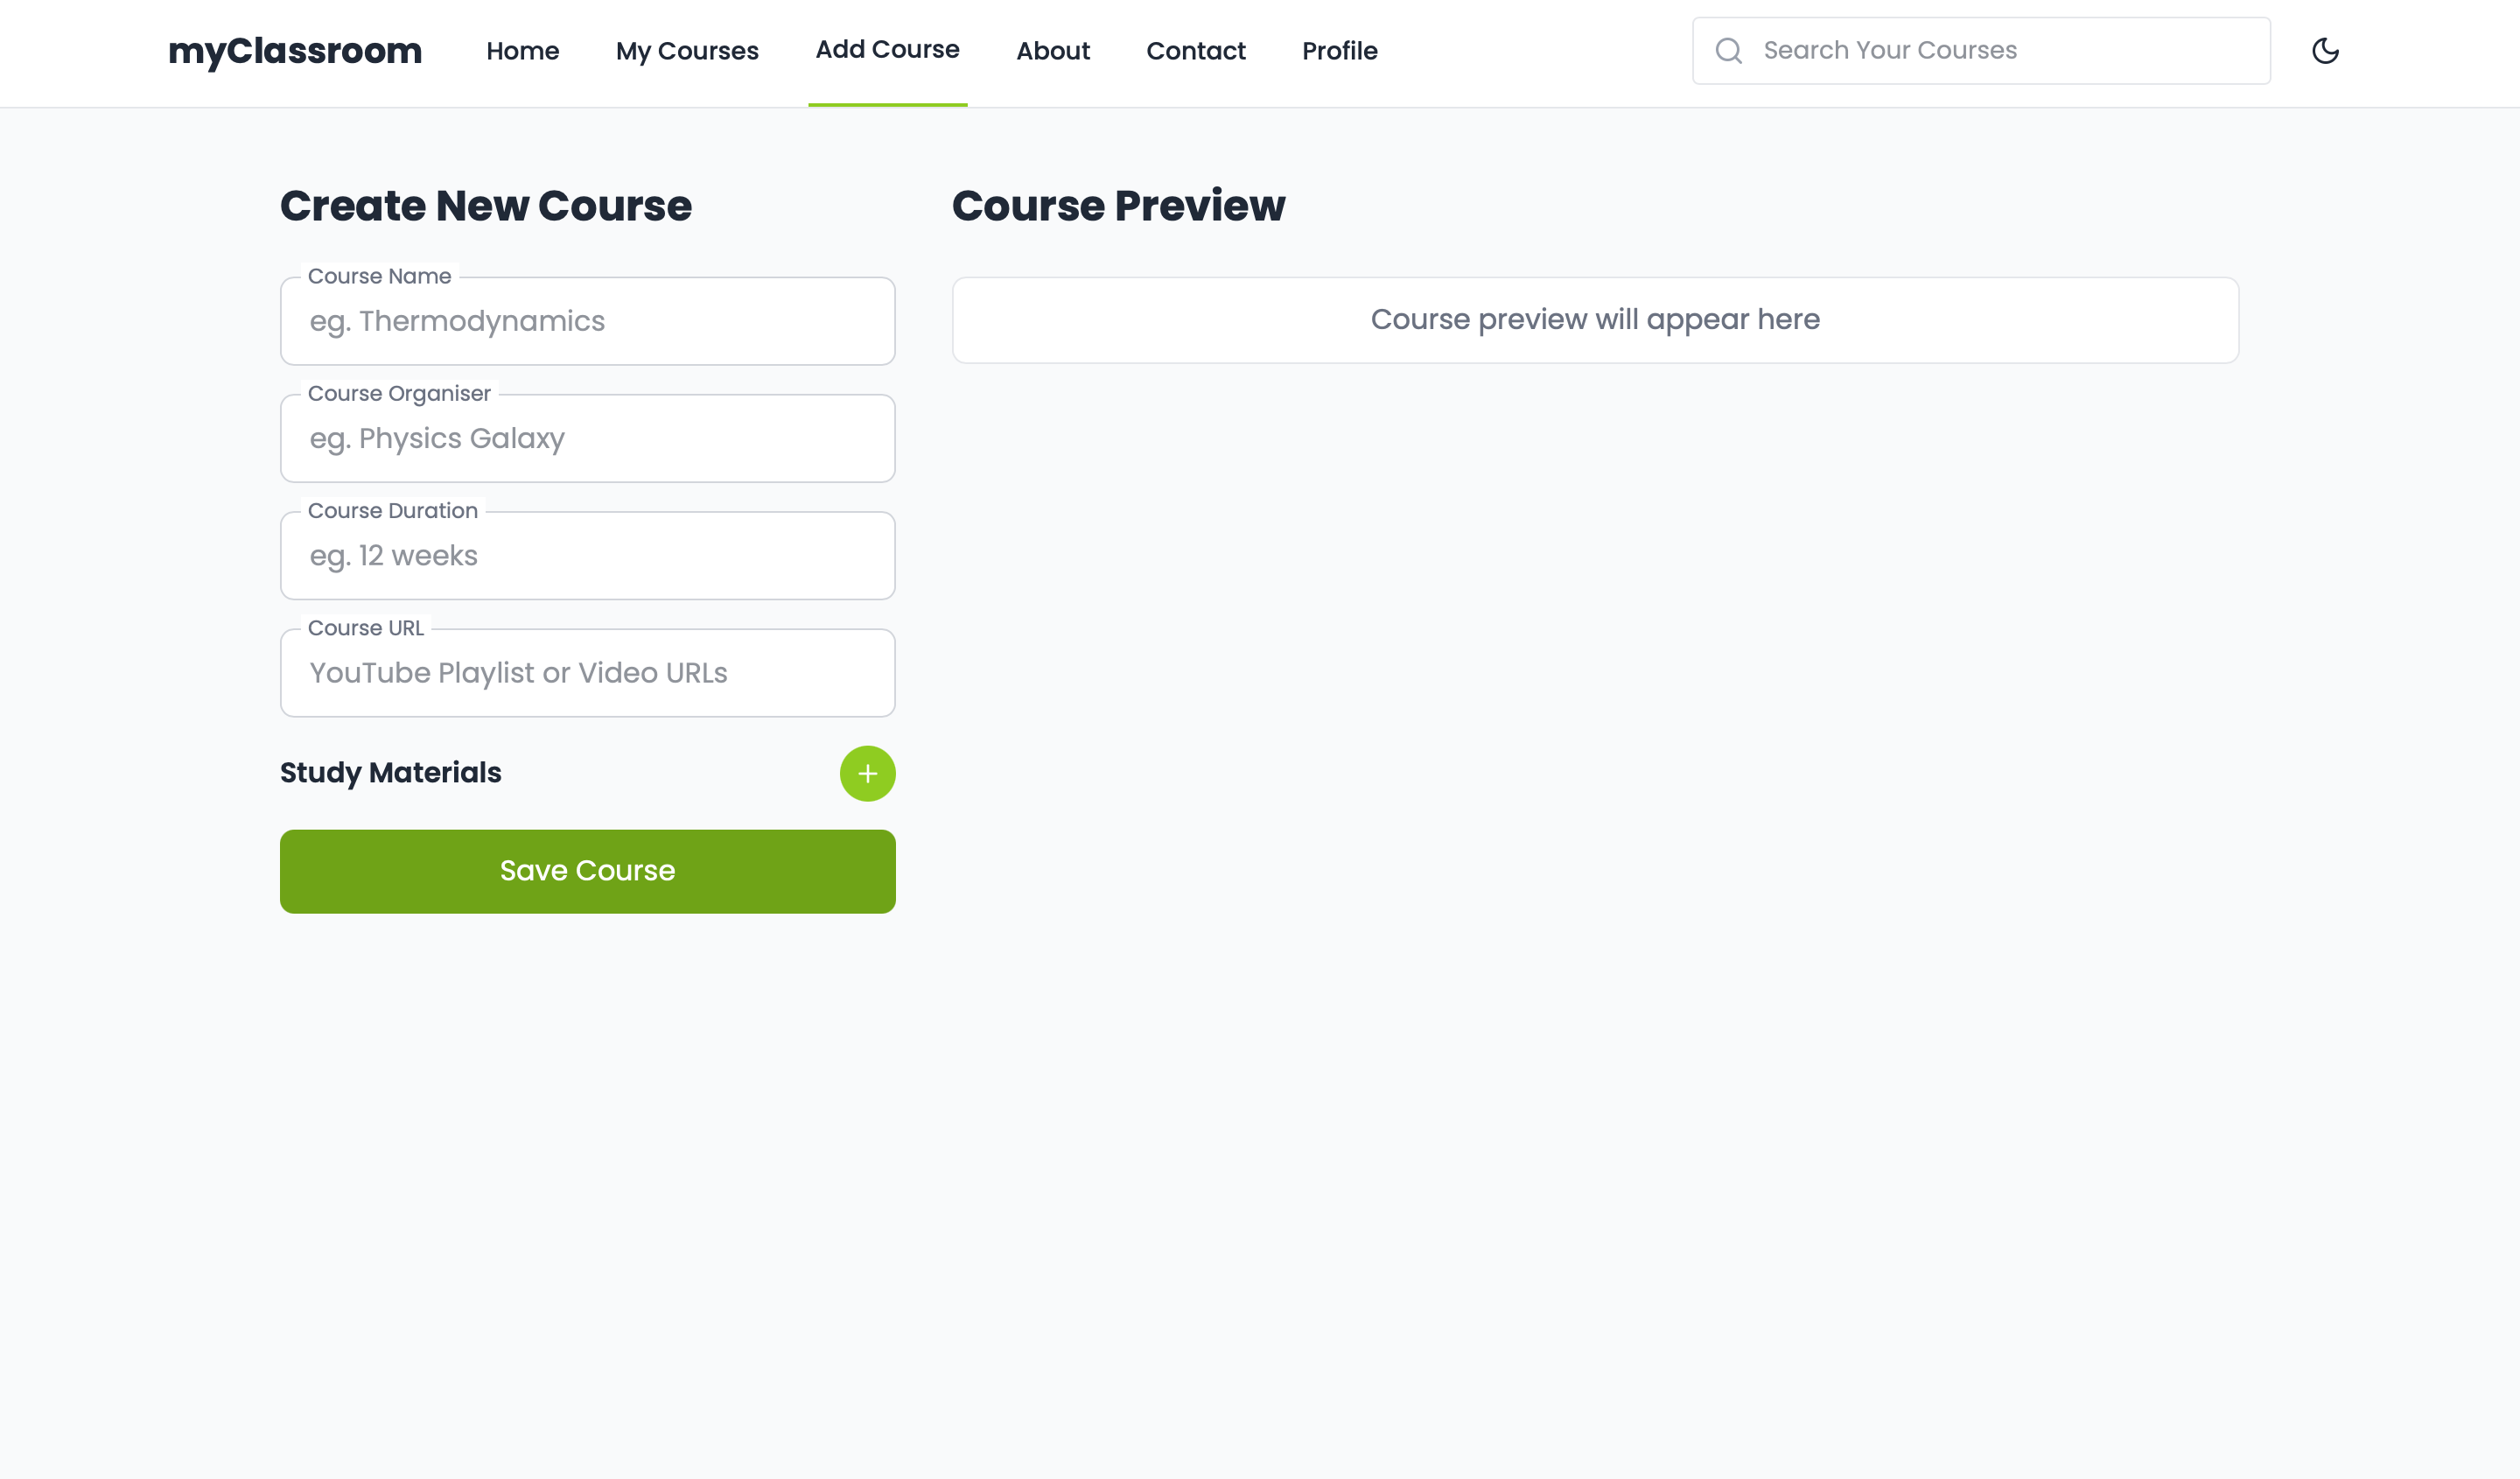 myClassroom
Home
My Courses
Add Course
About
Contact
Profile
Search Your Courses
Create New Course
Course Name
eg. Thermodynamics
Course Organiser
eg. Physics Galaxy
Course Duration
eg. 12 weeks
Course URL
YouTube Playlist or Video URLs
Study Materials
Save Course
Course Preview
Course preview will appear here